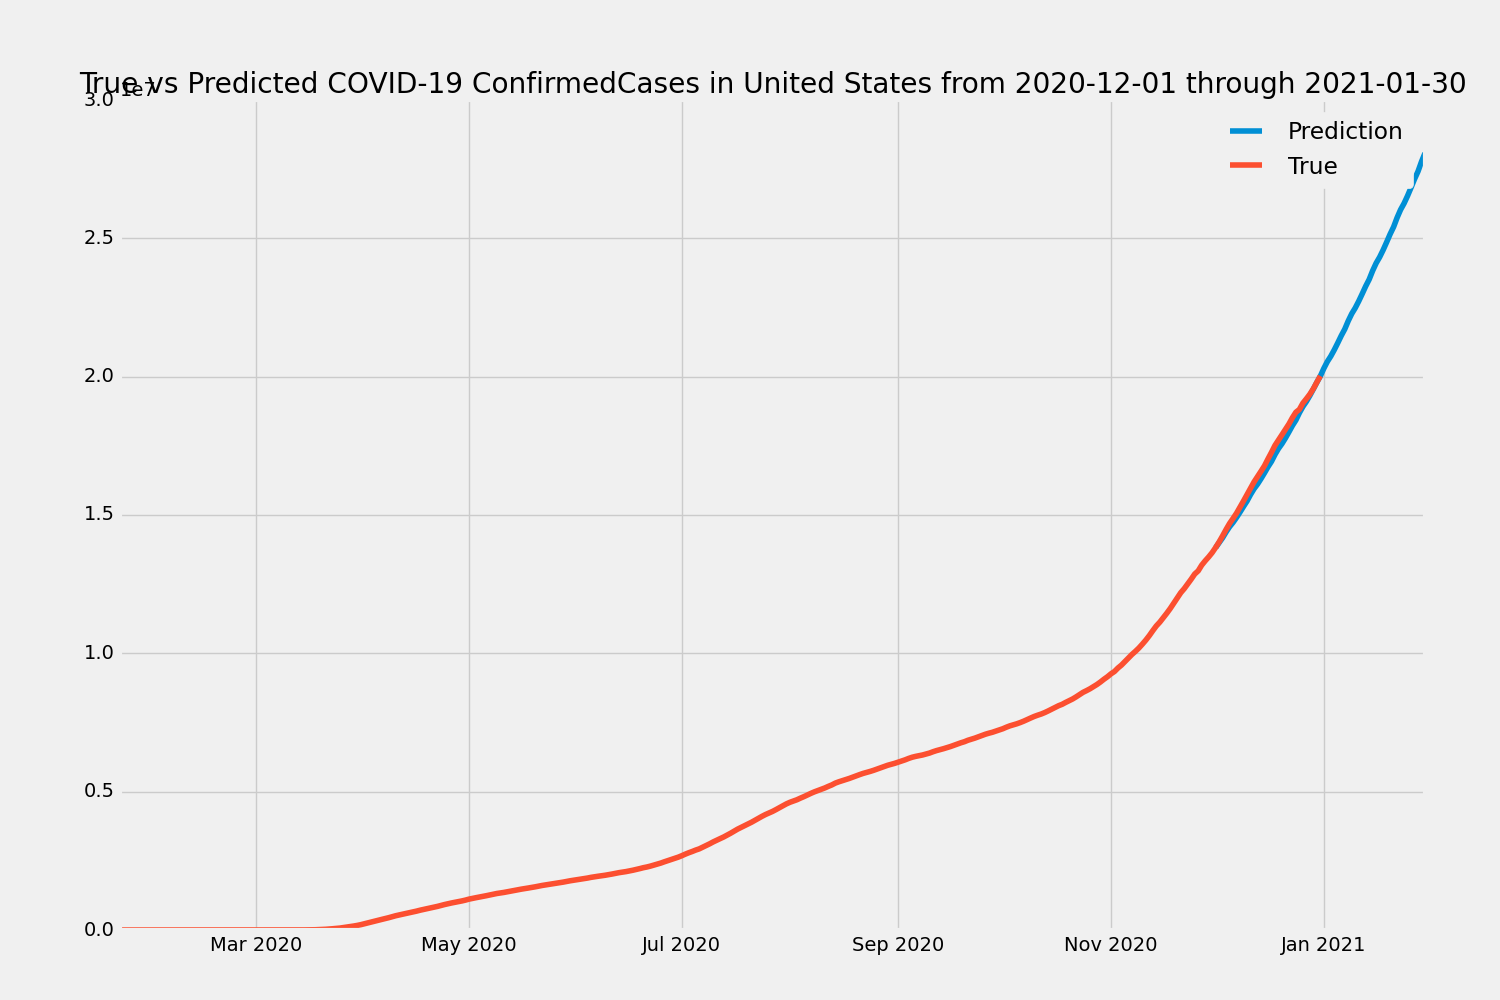 True vs Predicted COVID-19 ConfirmedCases in United States from 2020-12-01 through 2021-01-30
1e7
3.0
Prediction
True
2.5
2.0
1.5
1.0
0.5
0.0
Mar 2020 May 2020 Jul 2020 Sep 2020 Nov 2020 Jan 2021